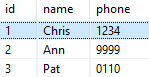 id name phone
1 Chris 1234
2 Ann 9999
3 Pat 0110